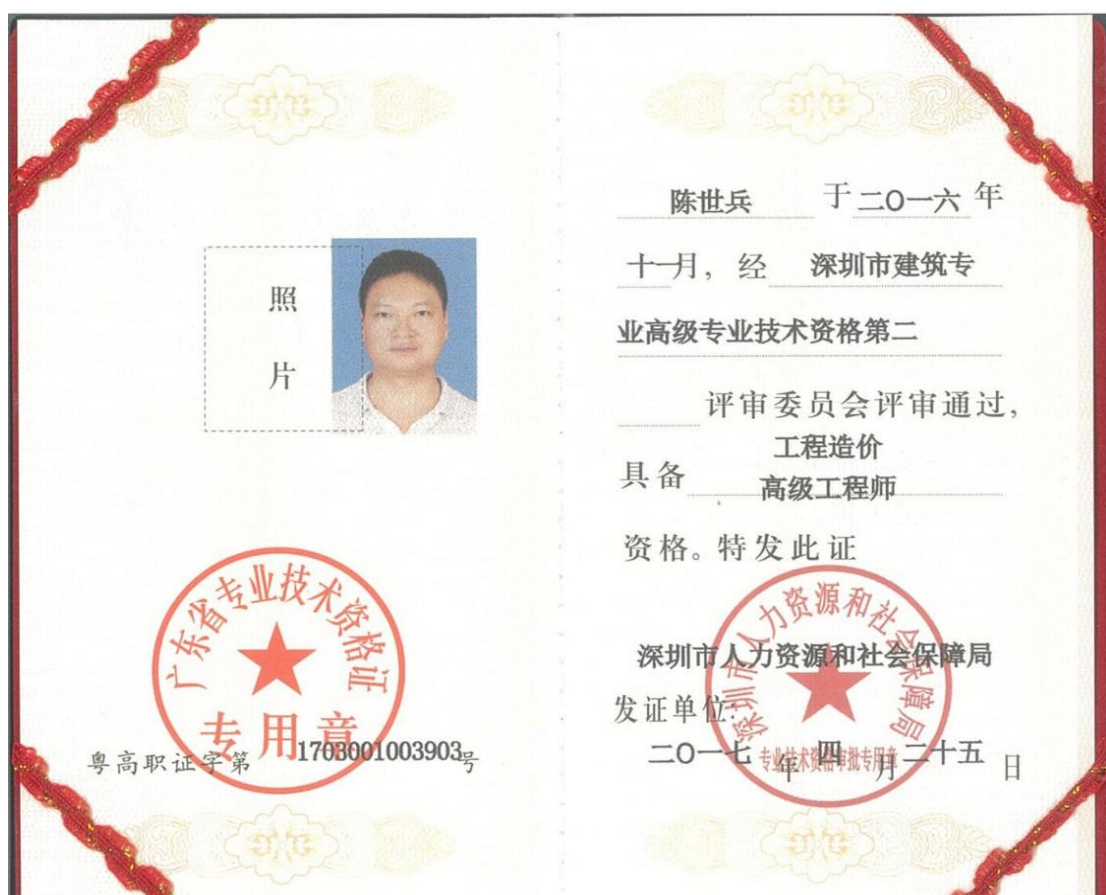 照
片
广东省专业技术资格证
专用章
粤高职证字第1703001003903号
陈世兵 于二〇一六年
十一月，经 深圳市建筑专
业高级专业技术资格第二
评审委员会评审通过，
工程造价
具备 高级工程师
资格。特发此证
深圳市人力资源和社会保障局
深圳市人力资源和社会保障局
发证单位：
专业技术资格审批专用章
二〇一七年四月二十五日